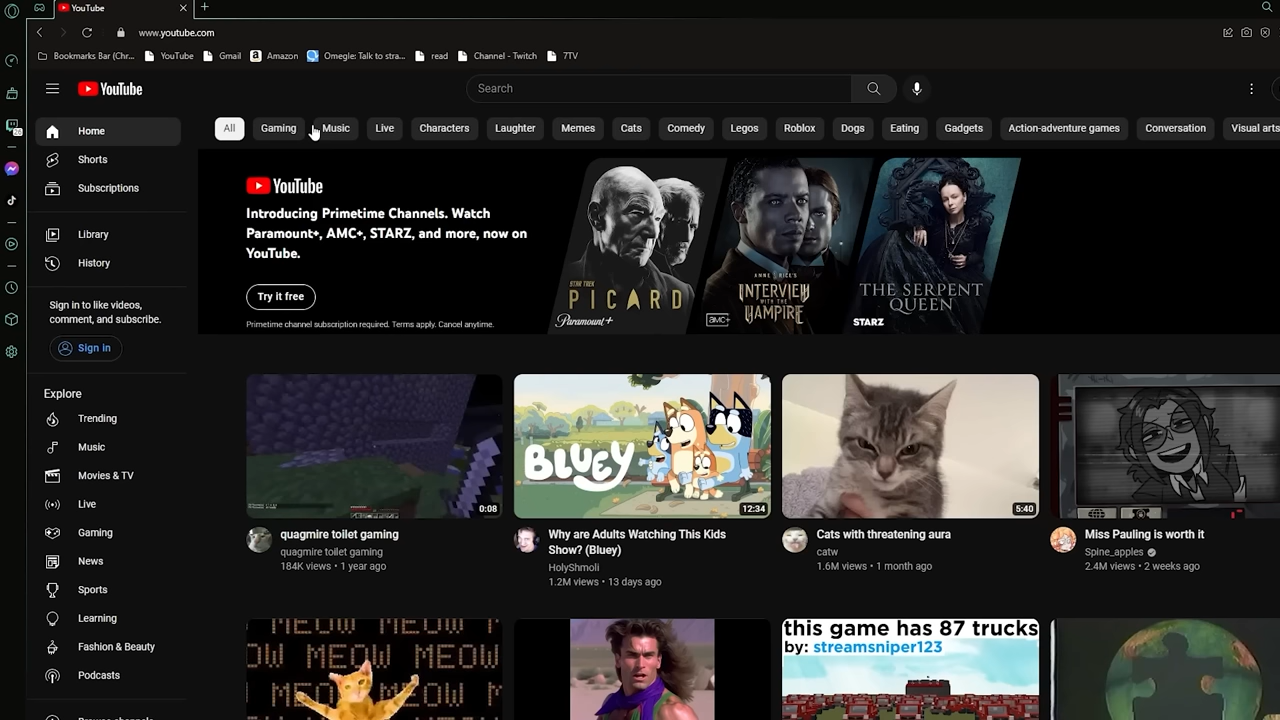 YouTube
www.youtube.com
Bookmarks Bar (Chr...
YouTube
Gmail
Amazon
Omegle: Talk to stra...
read
Channel - Twitch
7TV
YouTube
Search
All
Gaming
Music
Live
Characters
Laughter
Memes
Cats
Comedy
Legos
Roblox
Dogs
Eating
Gadgets
Action-adventure games
Conversation
Visual arts
Home
Shorts
Subscriptions
Library
History
Sign in to like videos,
comment, and subscribe.
Sign in
Explore
Trending
Music
Movies & TV
Live
Gaming
News
Sports
Learning
Fashion & Beauty
Podcasts
YouTube
Introducing Primetime Channels. Watch
Paramount+, AMC+, STARZ, and more, now on
YouTube.
Try it free
Primetime channel subscription required. Terms apply. Cancel anytime.
STAR TREK
PICARD
Paramount+
ANNE RICE'S
INTERVIEW
WITH THE
VAMPIRE
AMC+
THE SERPENT
QUEEN
STARZ
0:08
quagmire toilet gaming
quagmire toilet gaming
184K views • 1 year ago
BLUEY
12:34
Why are Adults Watching This Kids
Show? (Bluey)
HolyShmoli
1.2M views • 13 days ago
5:40
Cats with threatening aura
catw
1.6M views • 1 month ago
Miss Pauling is worth it
Spine_apples
2.4M views • 2 weeks ago
MEOW MEOW MEOW
OW MEOW MEOW
this game has 87 trucks
by: streamsniper123